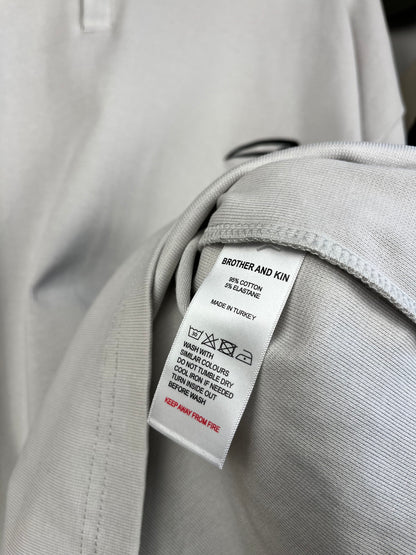 BROTHER AND KIN
95% COTTON
5% ELASTANE
MADE IN TURKEY
WASH WITH
SIMILAR COLOURS
DO NOT TUMBLE DRY
COOL IRON IF NEEDED
TURN INSIDE OUT
BEFORE WASH
KEEP AWAY FROM FIRE